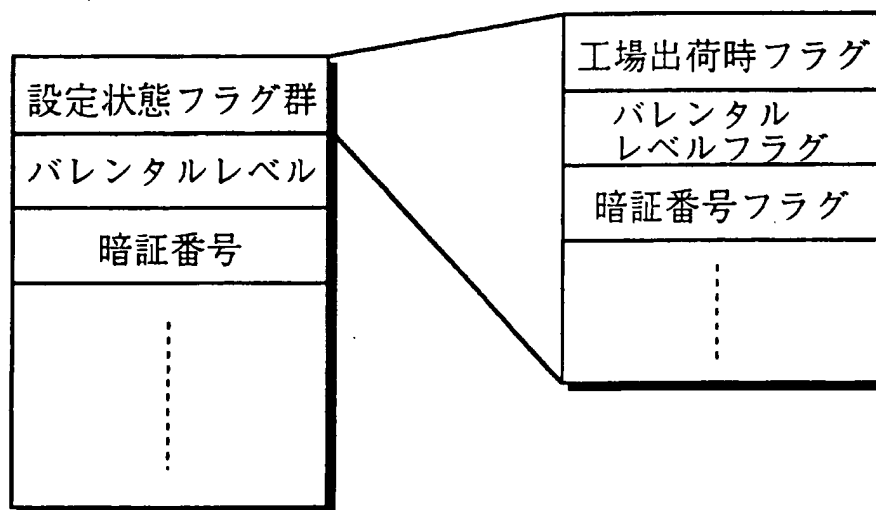 設定状態フラグ群
バレンタルレベル
暗証番号
工場出荷時フラグ
バレンタル
レベルフラグ
暗証番号フラグ